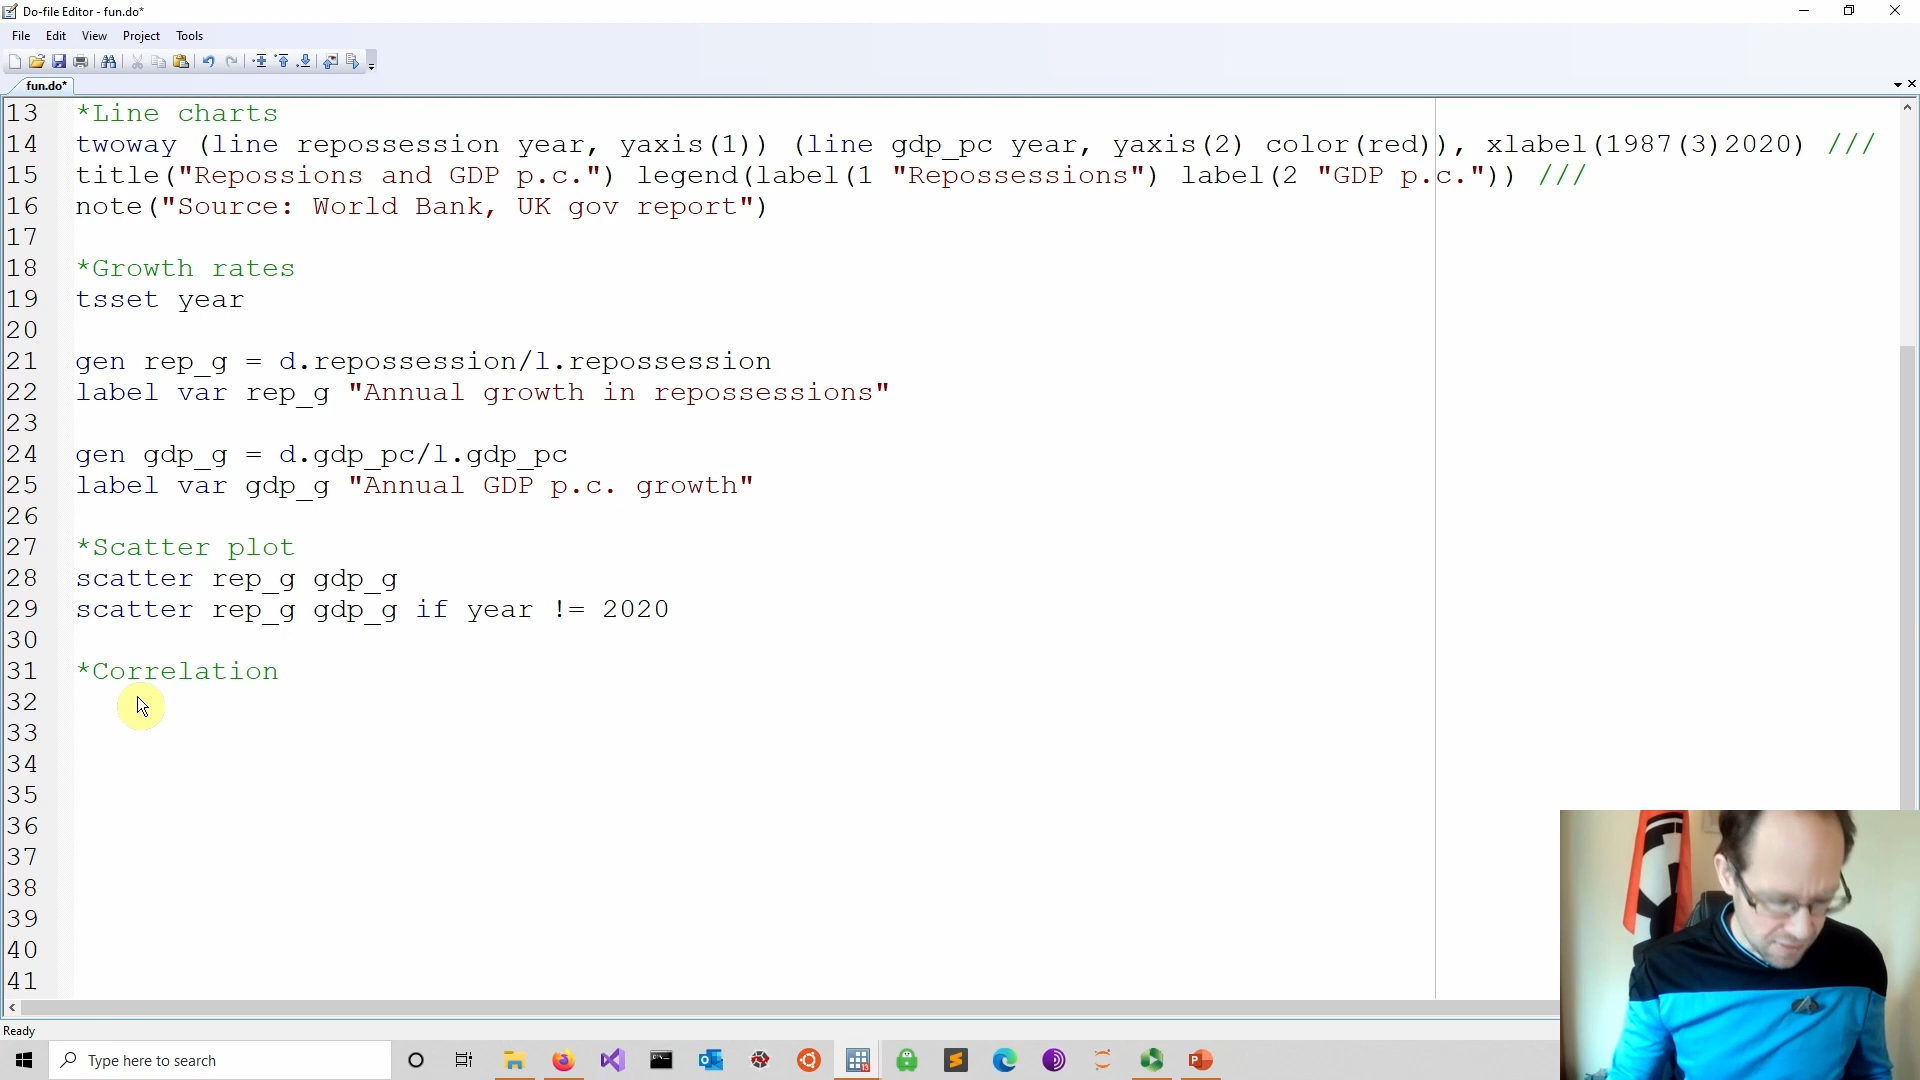 Do-file Editor - fun.do*
File Edit View Project Tools
fun.do*
13 *Line charts
14 twoway (line repossession year, yaxis(1)) (line gdp_pc year, yaxis(2) color(red)), xlabel(1987(3)2020) ///
15 title("Repossions and GDP p.c.") legend(label(1 "Repossessions") label(2 "GDP p.c.")) ///
16 note("Source: World Bank, UK gov report")
17
18 *Growth rates
19 tsset year
20
21 gen rep_g = d.repossession/l.repossession
22 label var rep_g "Annual growth in repossessions"
23
24 gen gdp_g = d.gdp_pc/l.gdp_pc
25 label var gdp_g "Annual GDP p.c. growth"
26
27 *Scatter plot
28 scatter rep_g gdp_g
29 scatter rep_g gdp_g if year != 2020
30
31 *Correlation
32
33
34
35
36
37
38
39
40
41
Ready
Type here to search